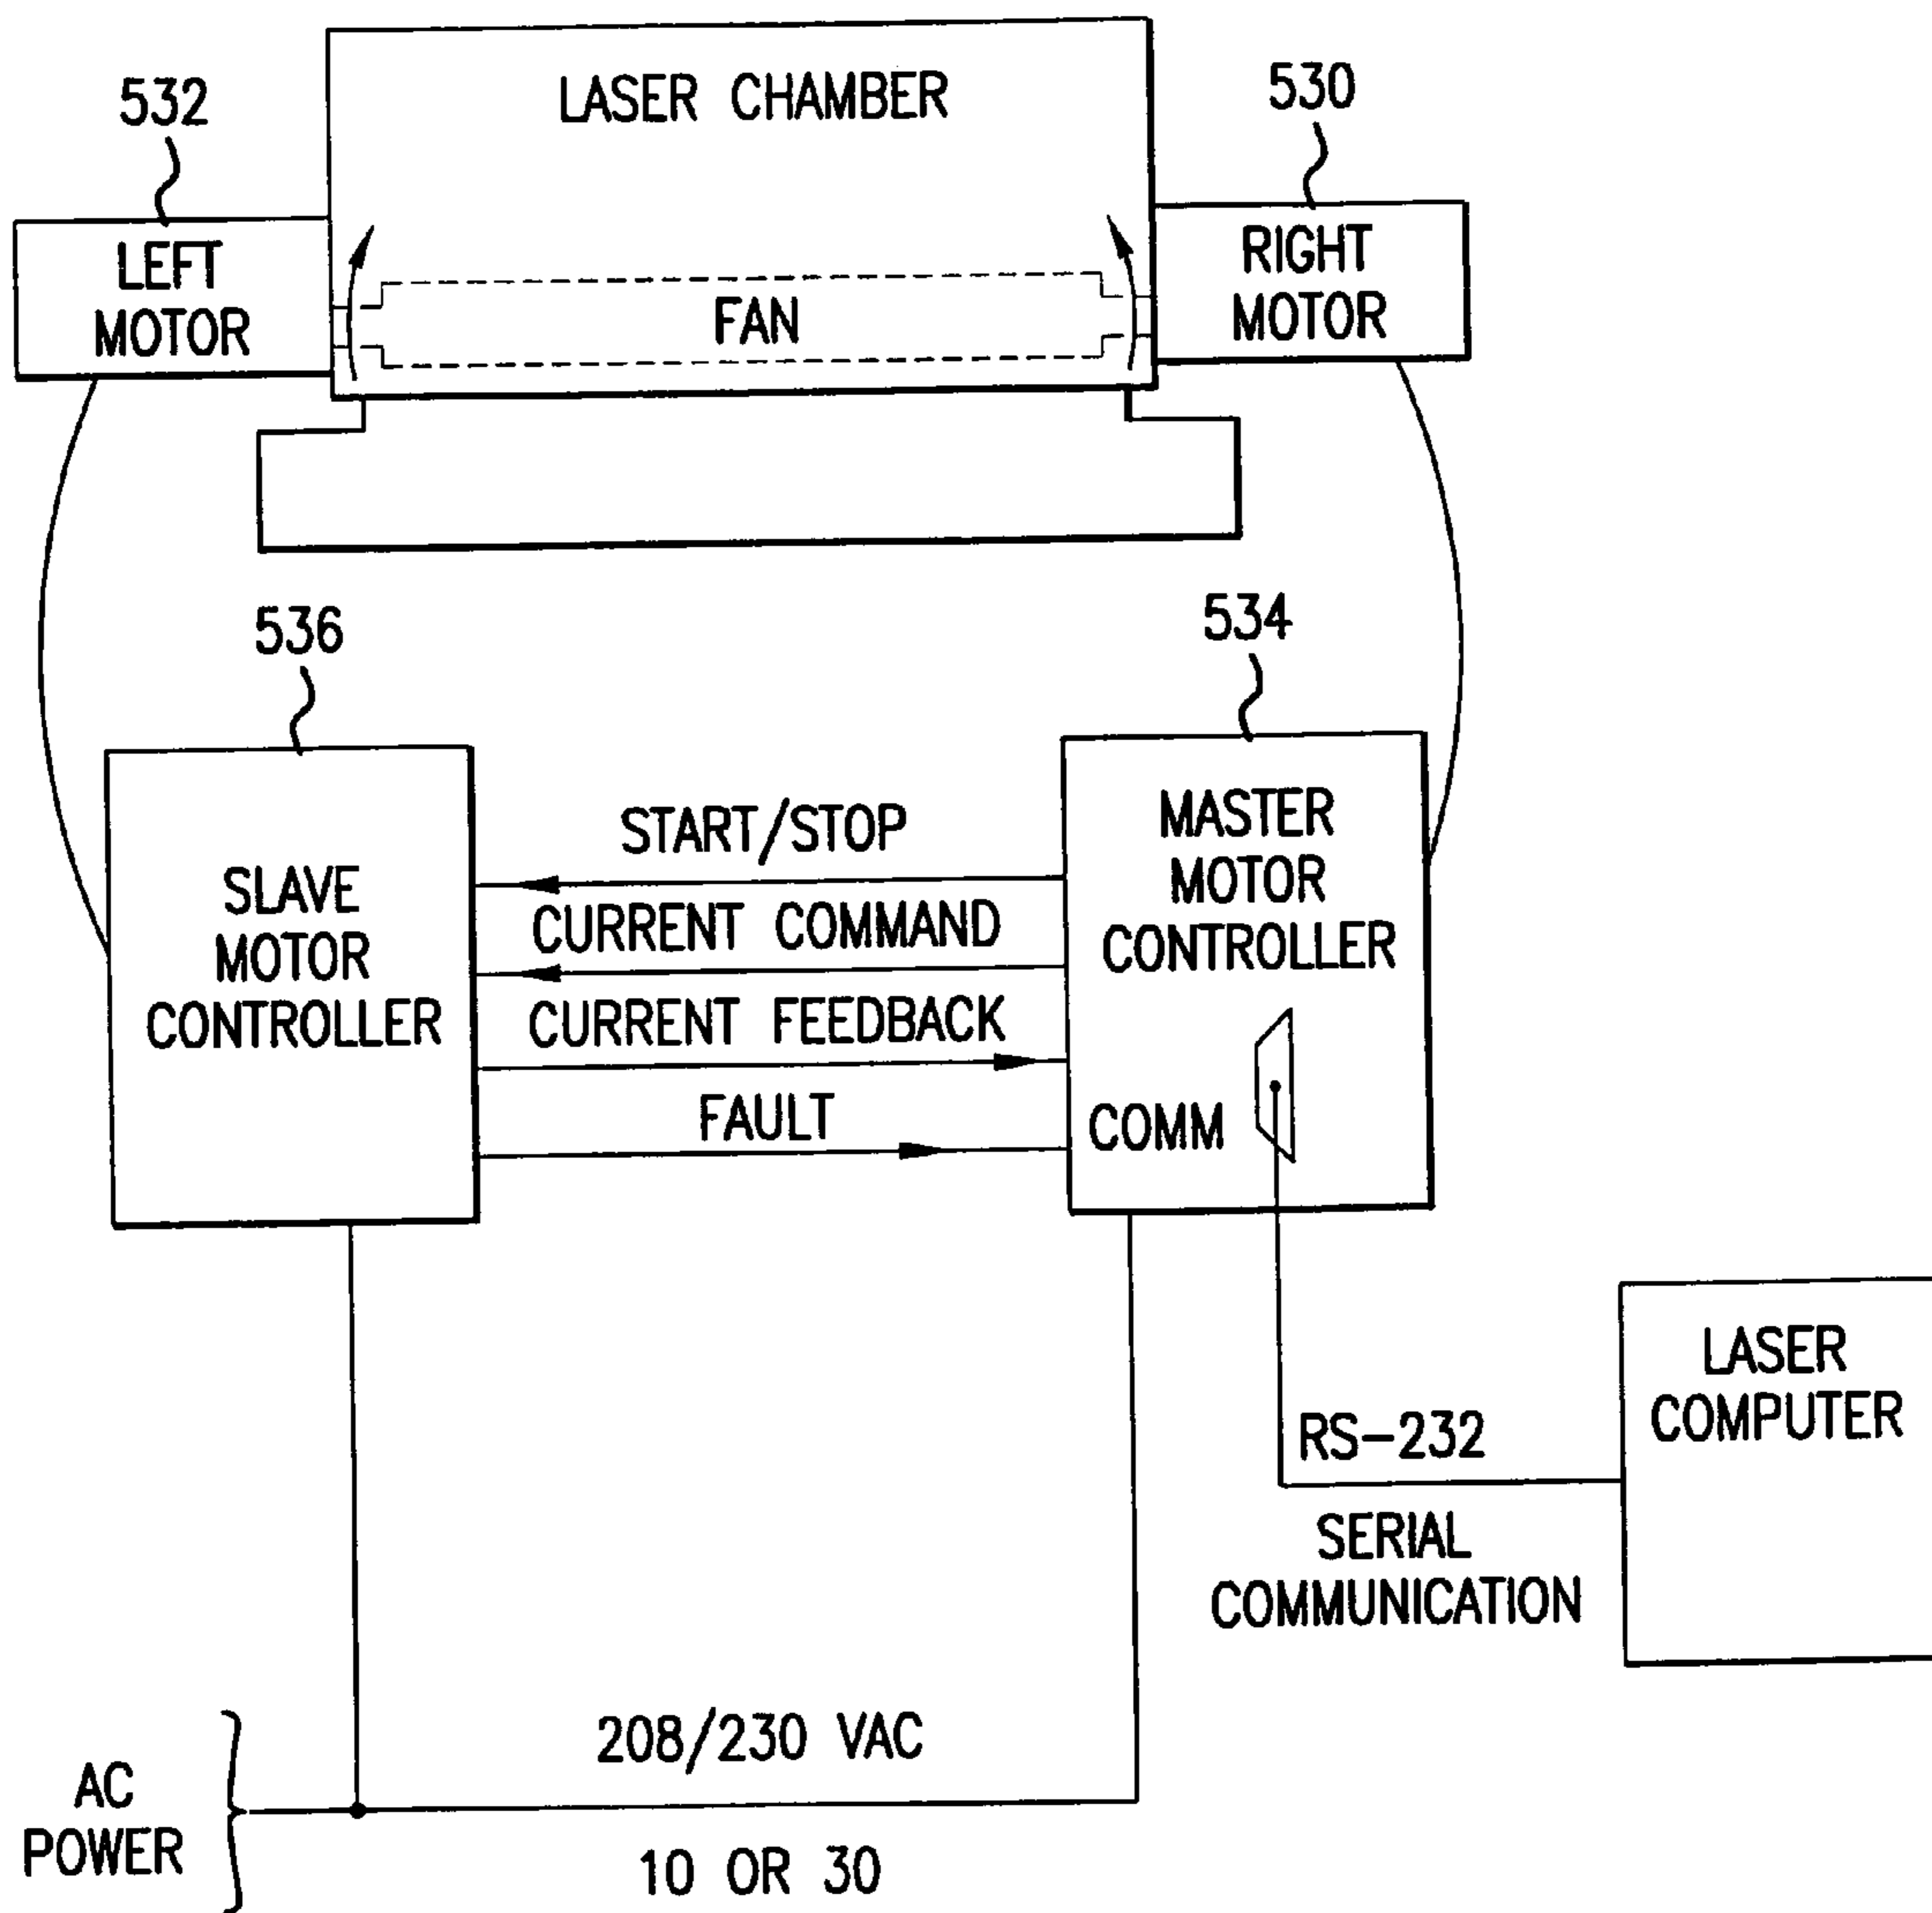 LASER CHAMBER
532
530
LEFT
MOTOR
RIGHT
MOTOR
FAN
536
534
START/STOP
MASTER
MOTOR
CONTROLLER
SLAVE
MOTOR
CONTROLLER
CURRENT COMMAND
CURRENT FEEDBACK
FAULT
COMM
LASER
COMPUTER
RS-232
SERIAL
COMMUNICATION
208/230 VAC
AC
POWER
10 OR 30